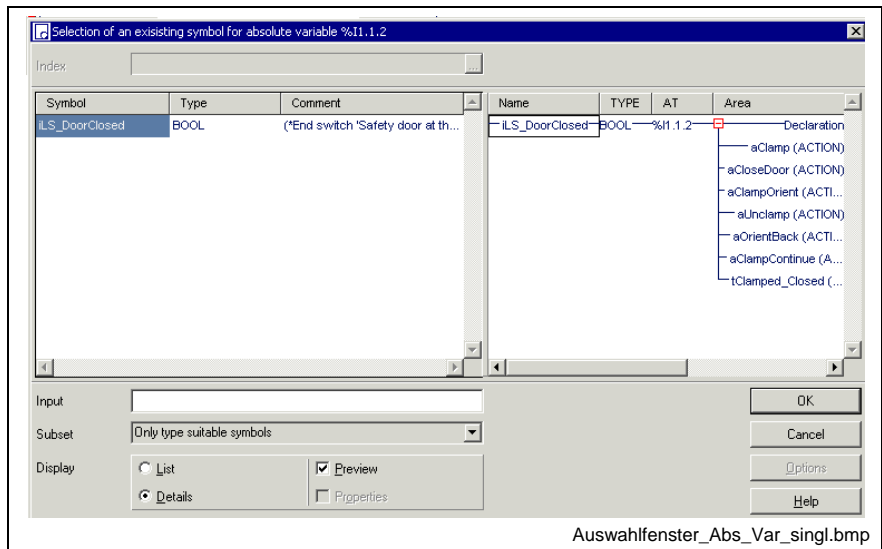 Selection of an exisisting symbol for absolute variable %I1.1.2
Index
...
Symbol Type Comment
iLS_DoorClosed BOOL (*End switch 'Safety door at th...
Name TYPE AT Area
iLS_DoorClosed BOOL %I1.1.2 Declaration
aClamp (ACTION)
aCloseDoor (ACTION)
aClampOrient (ACTI...
aUnclamp (ACTION)
aOrientBack (ACTI...
aClampContinue (A...
tClamped_Closed (...
Input
Subset Only type suitable symbols
Display List Preview
Details Properties
OK
Cancel
Options
Help
Auswahlfenster_Abs_Var_singl.bmp